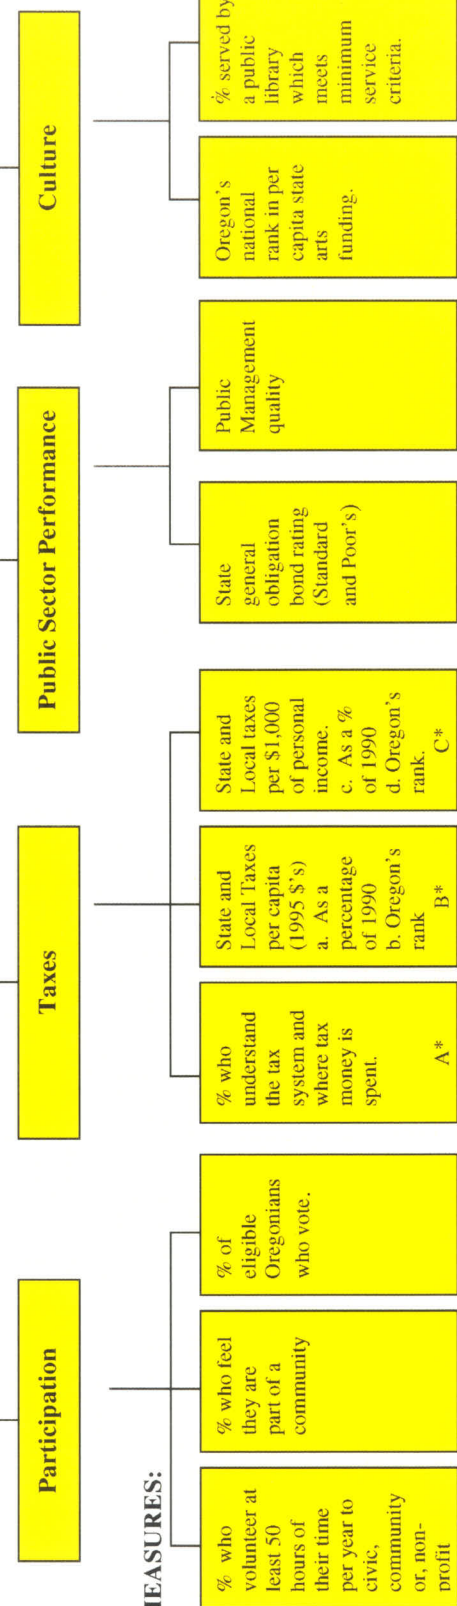 Participation
Taxes
Public Sector Performance
Culture
MEASURES:
% who
volunteer at
least 50
hours of
their time
per year to
civic,
community
or, non-
profit
% who feel
they are
part of a
community
% of
eligible
Oregonians
who vote.
% who
understand
the tax
system and
where tax
money is
spent.
A*
State and
Local Taxes
per capita
(1995 $'s)
a. As a
percentage
of 1990
b. Oregon's
rank
B*
State and
Local taxes
per $1,000
of personal
income.
c. As a %
of 1990
d. Oregon's
rank.
C*
State
general
obligation
bond rating
(Standard
and Poor's)
Public
Management
quality
Oregon's
national
rank in per
capita state
arts
funding.
% served by
a public
library
which
meets
minimum
service
criteria.